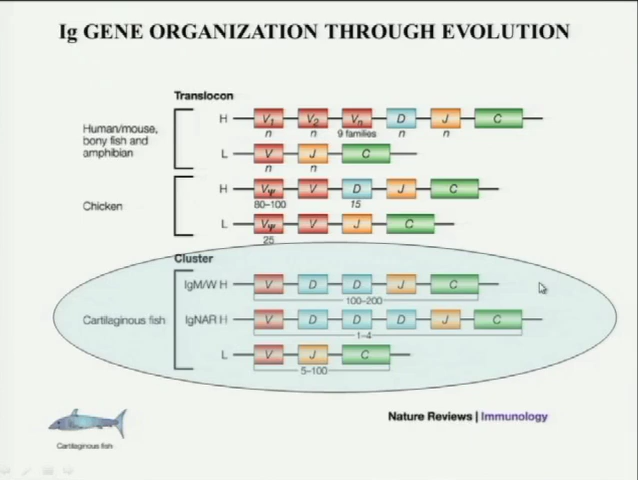 Ig GENE ORGANIZATION THROUGH EVOLUTION
Translocon
Human/mouse,
bony fish and
amphibian
H V1 V2 Vn D J C
n n 9 families n n
L V J C
n n
Chicken
H VΨ V D J C
80–100 15
L VΨ V J C
25
Cluster
Cartilaginous fish
IgM/W H V D D J C
100–200
IgNAR H V D D D J C
1–4
L V J C
5–100
Nature Reviews | Immunology
Cartilaginous fish